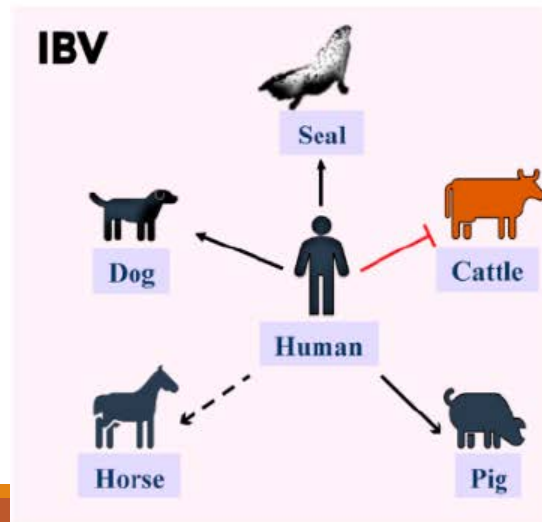 IBV
Seal
Dog
Cattle
Human
Horse
Pig